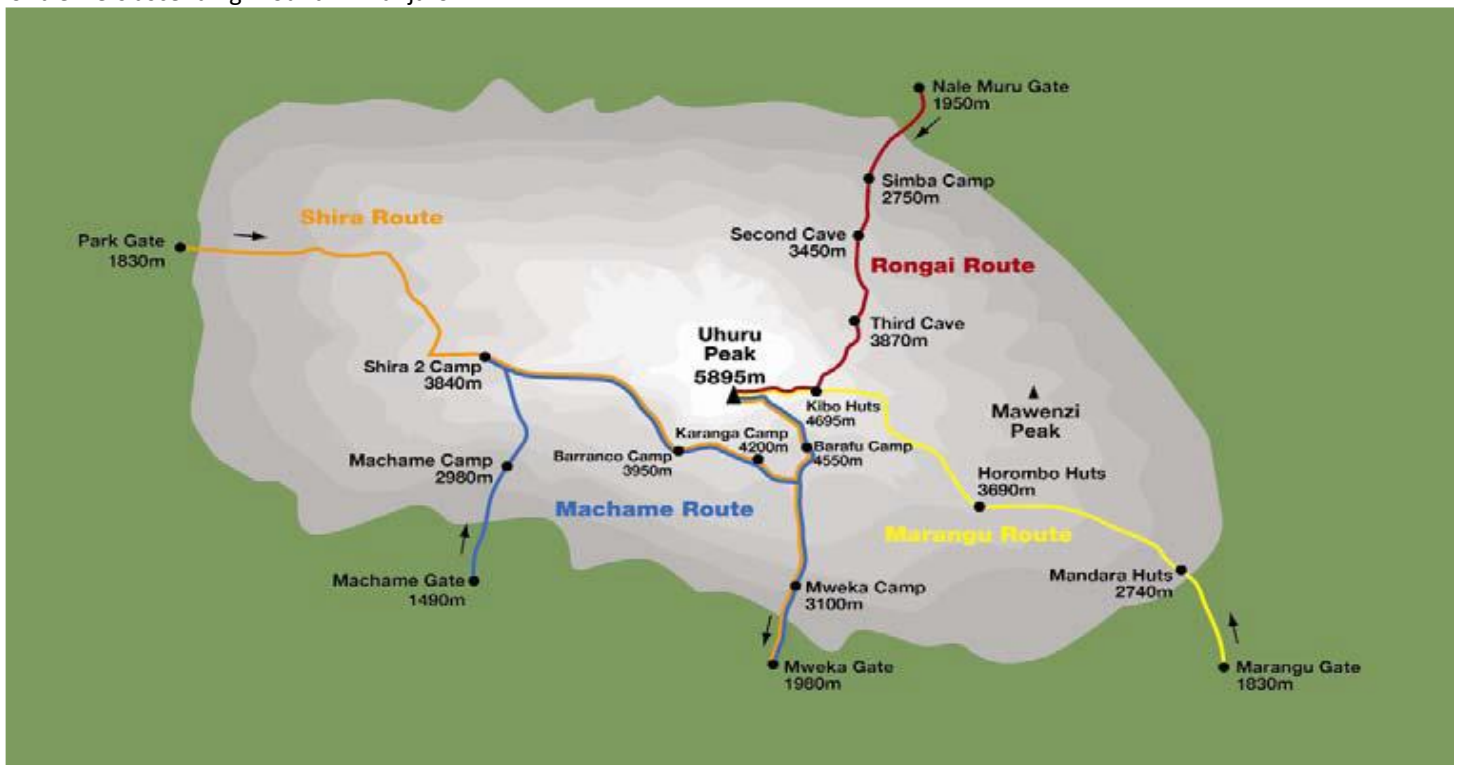 Nale Muru Gate
1950m
Simba Camp
2750m
Shira Route
Second Cave
3450m
Park Gate
1830m
Rongai Route
Third Cave
3870m
Uhuru
Peak
5895m
Shira 2 Camp
3840m
Kibo Huts
4695m
Mawenzi
Peak
Karanga Camp
4200m
Barranco Camp
3950m
Barafu Camp
4550m
Machame Camp
2980m
Horombo Huts
3690m
Machame Route
Marangu Route
Machame Gate
1490m
Mweka Camp
3100m
Mandara Huts
2740m
Mweka Gate
1980m
Marangu Gate
1830m